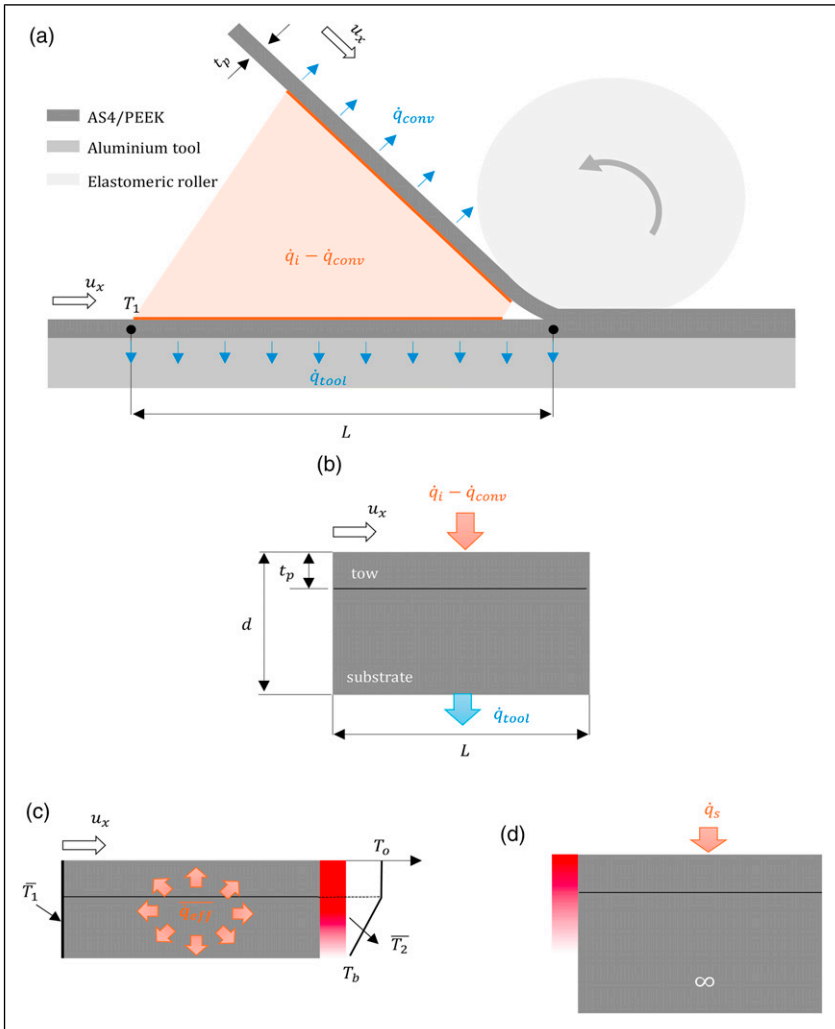 (a)
u_x
t_p
q̇_conv
AS4/PEEK
Aluminium tool
Elastomeric roller
q̇_i − q̇_conv
u_x
T_1
q̇_tool
L
(b)
q̇_i − q̇_conv
u_x
t_p
tow
d
substrate
q̇_tool
L
(c)
u_x
T_o
T̅_1
q̇_eff
T̅_2
T_b
(d)
q̇_s
∞